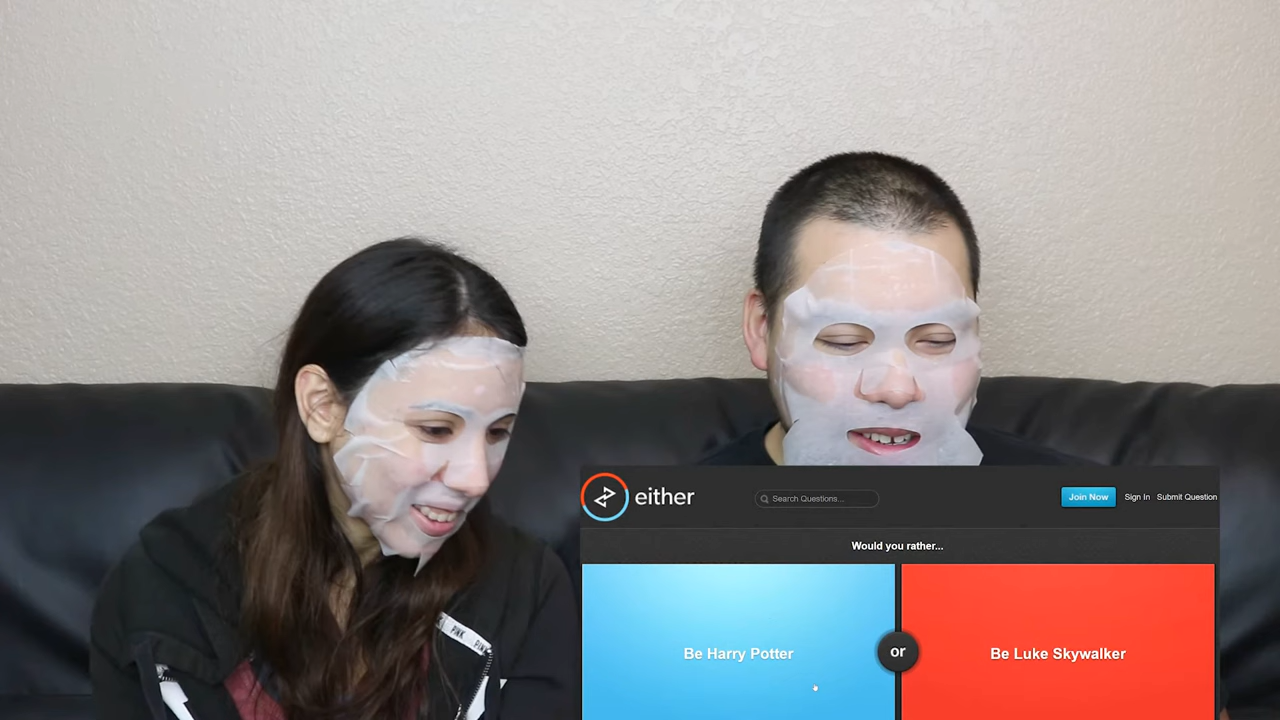 either
Search Questions...
Join Now
Sign In
Submit Question
Would you rather...
Be Harry Potter
or
Be Luke Skywalker
PINK